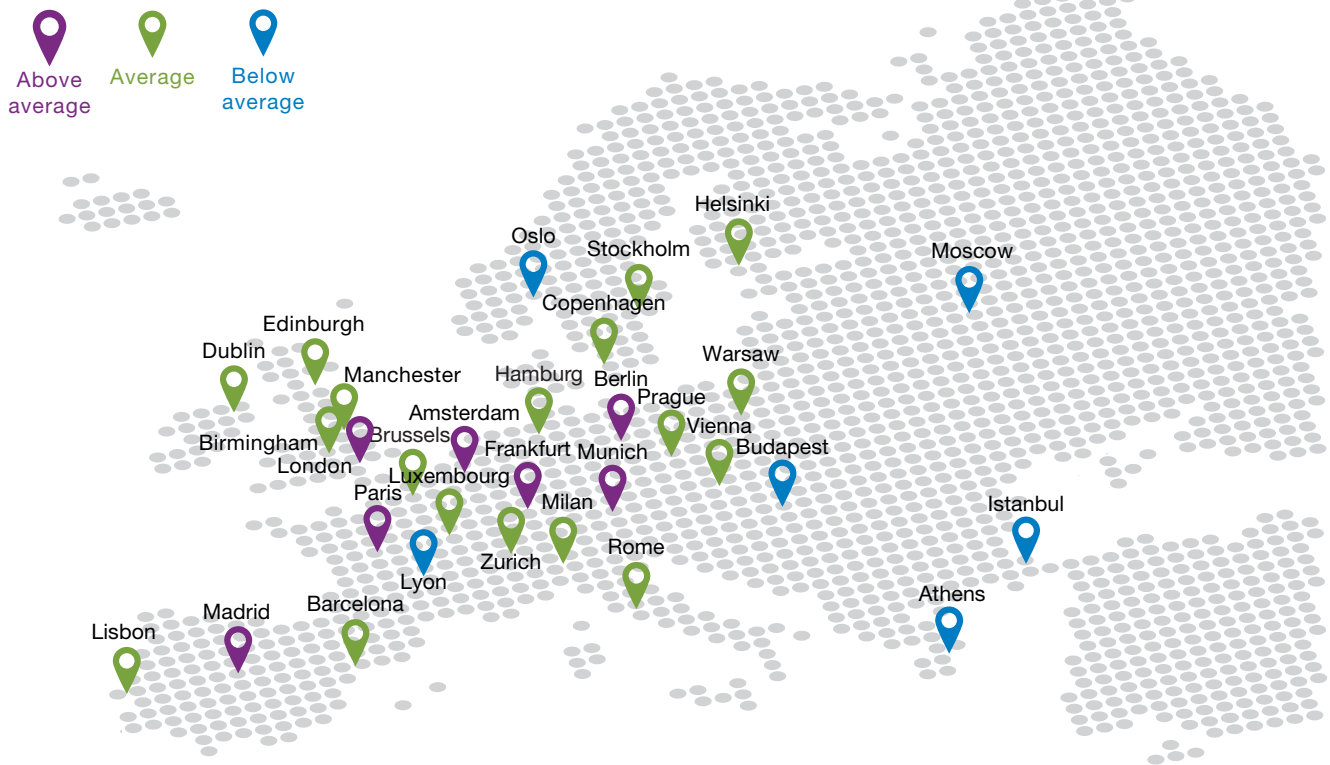 Above
average
Average
Below
average
Helsinki
Oslo
Stockholm
Moscow
Copenhagen
Edinburgh
Dublin
Manchester
Hamburg
Berlin
Warsaw
Prague
Amsterdam
Vienna
Birmingham
Brussels
London
Frankfurt
Munich
Budapest
Luxembourg
Paris
Milan
Istanbul
Zurich
Rome
Lyon
Athens
Barcelona
Madrid
Lisbon